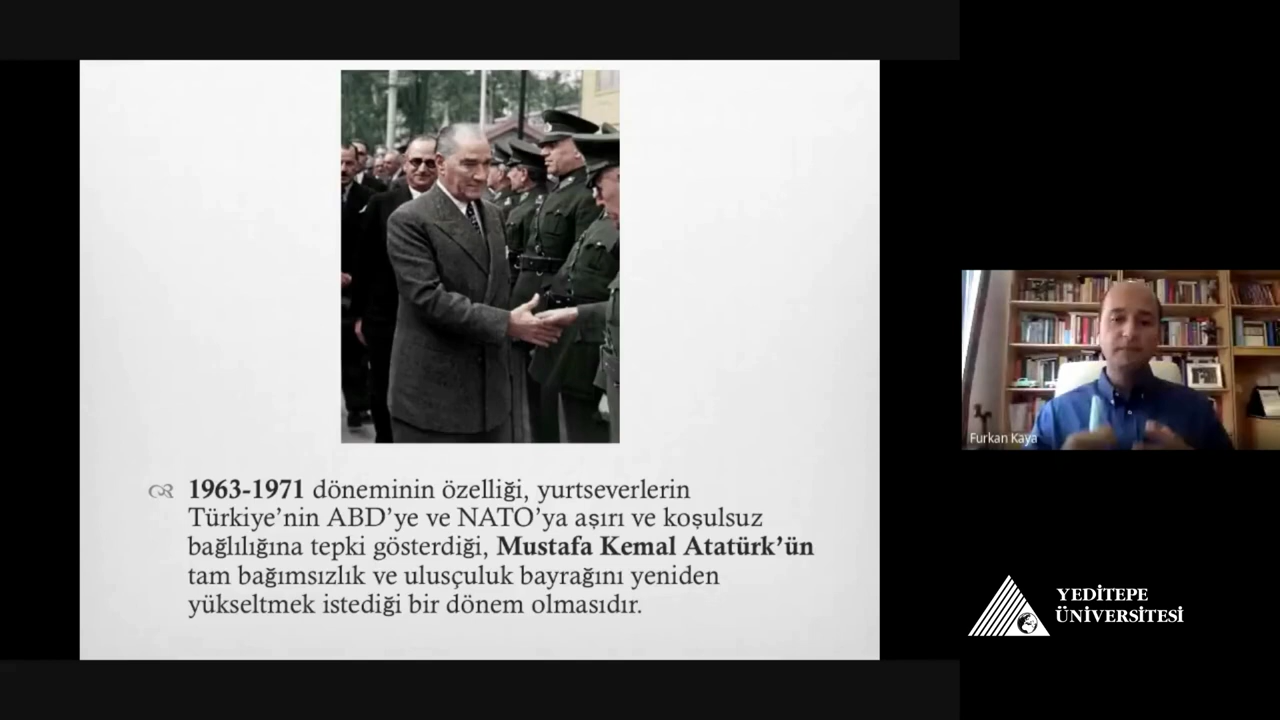 1963-1971 döneminin özelliği, yurtseverlerin
Türkiye’nin ABD’ye ve NATO’ya aşırı ve koşulsuz
bağlılığına tepki gösterdiği, Mustafa Kemal Atatürk’ün
tam bağımsızlık ve ulusçuluk bayrağını yeniden
yükseltmek istediği bir dönem olmasıdır.
Furkan Kaya
YEDİTEPE
ÜNİVERSİTESİ